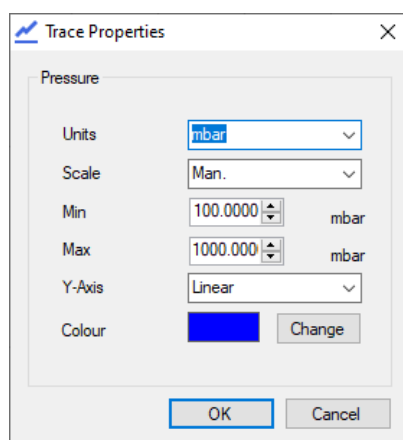 Trace Properties
Pressure
Units mbar
Scale Man.
Min 100.0000 mbar
Max 1000.000 mbar
Y-Axis Linear
Colour Change
OK Cancel